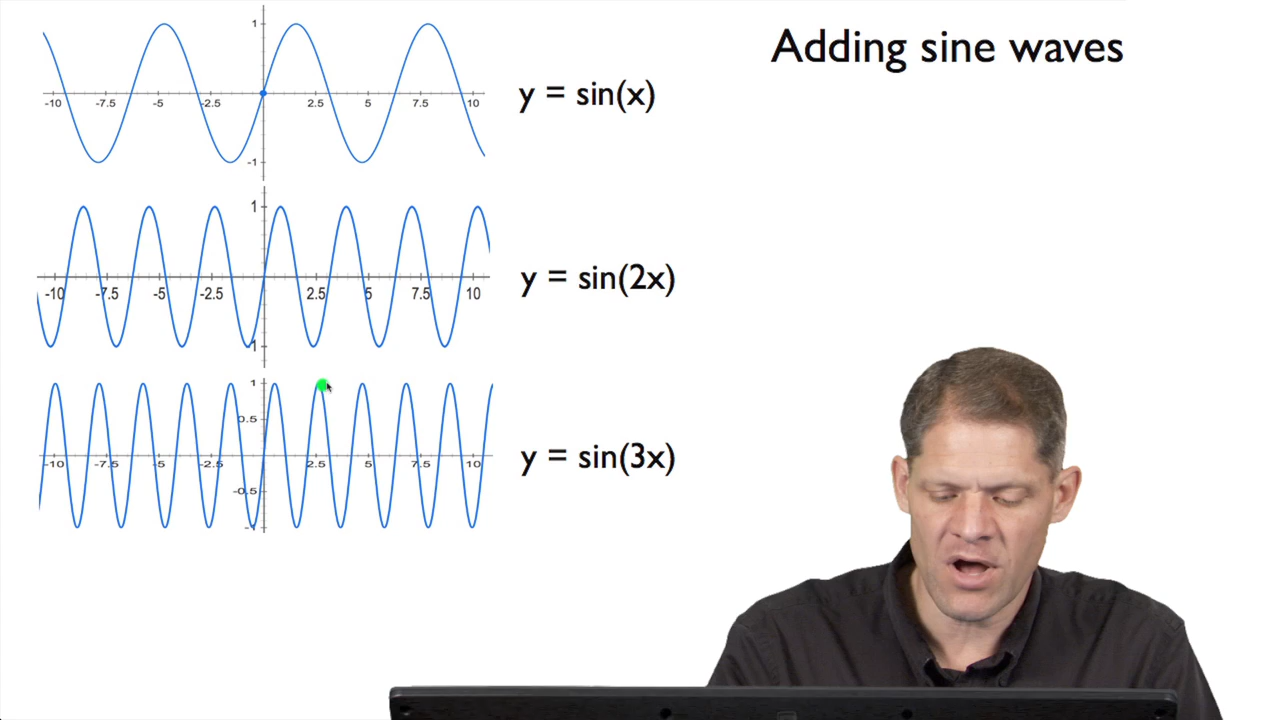 Adding sine waves
1
-10 -7.5 -5 -2.5 2.5 5 7.5 10
-1
y = sin(x)
1
-10 -7.5 -5 -2.5 2.5 5 7.5 10
-1
y = sin(2x)
1
0.5
-10 -7.5 -5 -2.5 2.5 5 7.5 10
-0.5
-1
y = sin(3x)